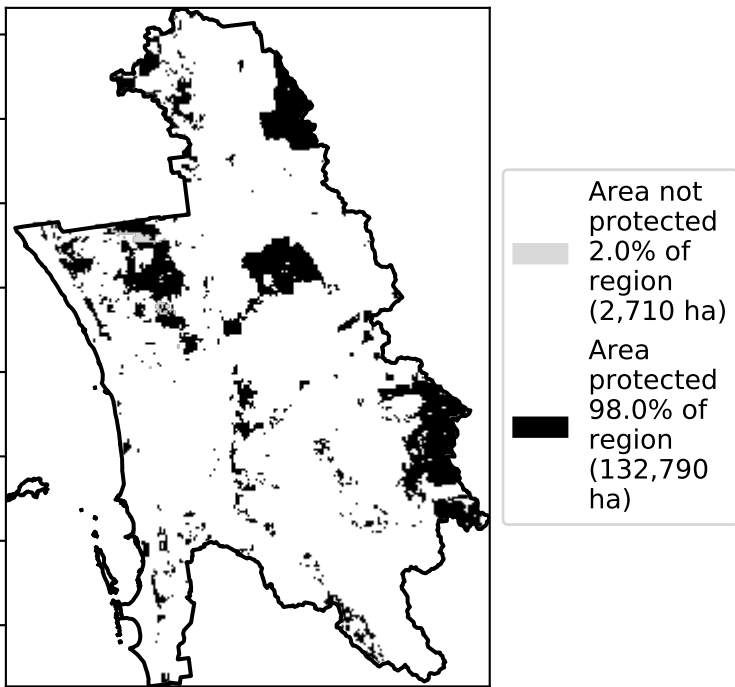 Area not
protected
2.0% of
region
(2,710 ha)
Area
protected
98.0% of
region
(132,790
ha)